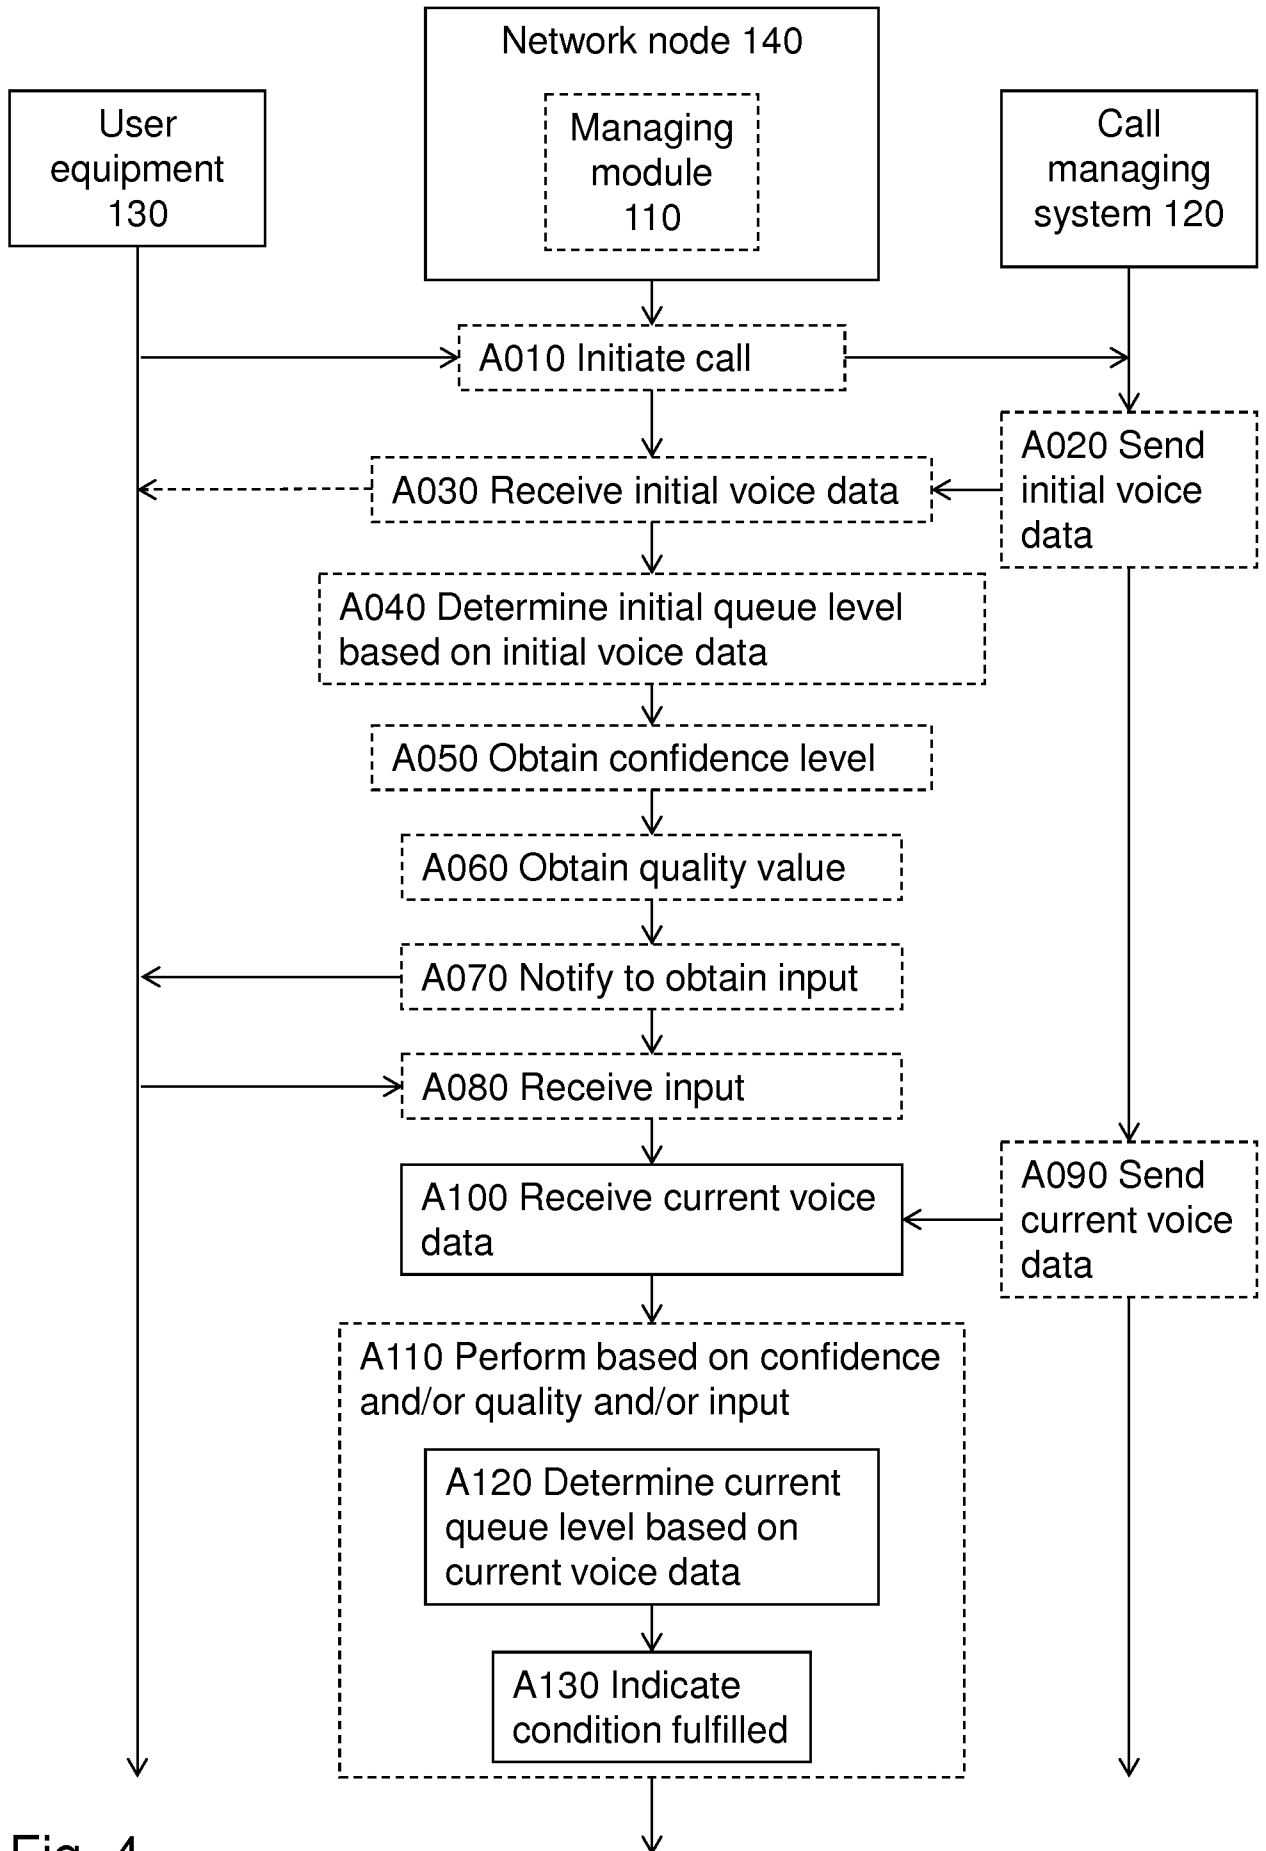 Network node 140
Managing
module
110
User
equipment
130
Call
managing
system 120
A010 Initiate call
A020 Send
initial voice
data
A030 Receive initial voice data
A040 Determine initial queue level
based on initial voice data
A050 Obtain confidence level
A060 Obtain quality value
A070 Notify to obtain input
A080 Receive input
A090 Send
current voice
data
A100 Receive current voice
data
A110 Perform based on confidence
and/or quality and/or input
A120 Determine current
queue level based on
current voice data
A130 Indicate
condition fulfilled
Fig. 4